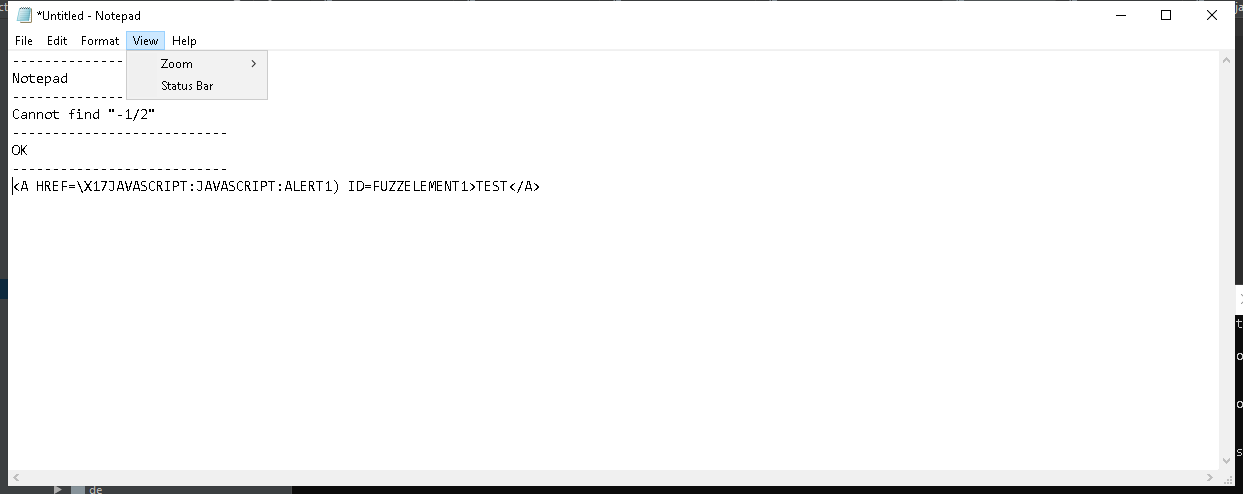 *Untitled - Notepad
File Edit Format View Help
Zoom
Status Bar
---------------
Notepad
---------------
Cannot find "-1/2"
---------------------------
OK
---------------------------
<A HREF=\X17JAVASCRIPT:JAVASCRIPT:ALERT1) ID=FUZZELEMENT1>TEST</A>
de